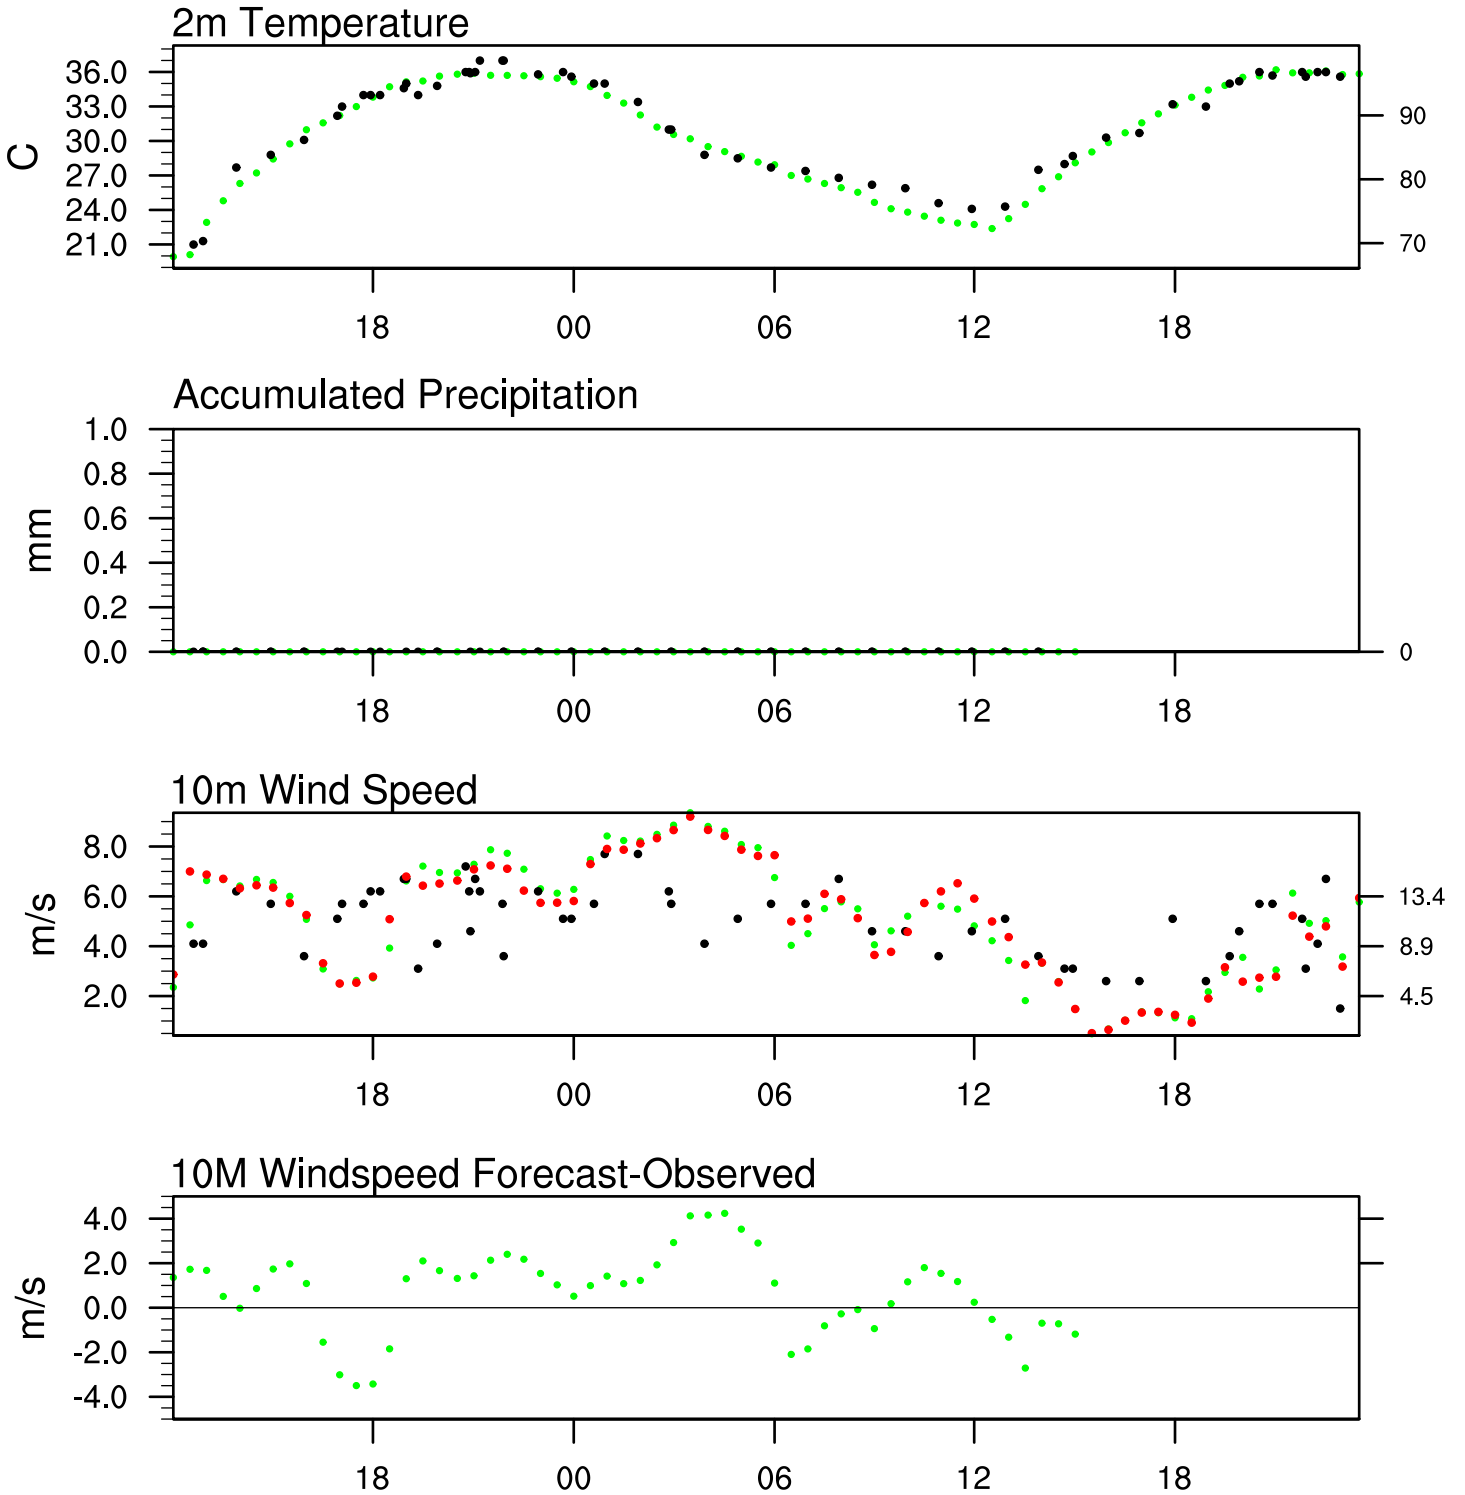 2m Temperature
36.0
33.0
30.0
27.0
24.0
21.0
C
90
80
70
18 00 06 12 18
Accumulated Precipitation
1.0
0.8
0.6
0.4
0.2
0.0
mm
0
18 00 06 12 18
10m Wind Speed
8.0
6.0
4.0
2.0
m/s
13.4
8.9
4.5
18 00 06 12 18
10M Windspeed Forecast-Observed
4.0
2.0
0.0
-2.0
-4.0
m/s
18 00 06 12 18